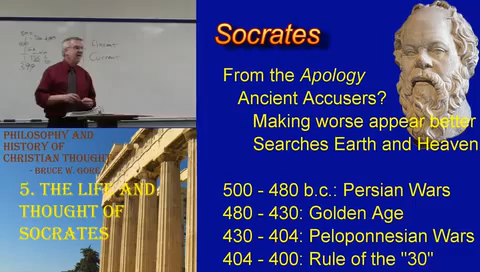 Socrates
From the Apology
Ancient Accusers?
Making worse appear better
Searches Earth and Heaven
500 - 480 b.c.: Persian Wars
480 - 430: Golden Age
430 - 404: Peloponnesian Wars
404 - 400: Rule of the "30"
PHILOSOPHY AND
HISTORY OF
CHRISTIAN THOUGHT
- BRUCE W. GORE
5. THE LIFE AND
THOUGHT OF
SOCRATES